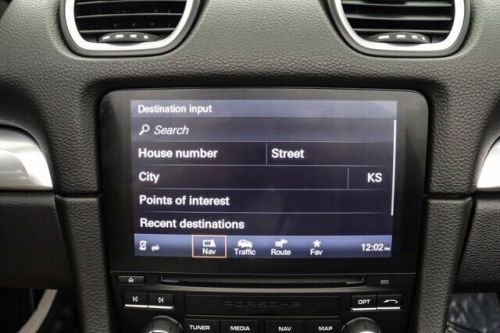 Destination input
Search
House number Street
City KS
Points of interest
Recent destinations
Nav Traffic Route Fav 12:02
PORSCHE
OPT
TUNER MEDIA NAV MAP